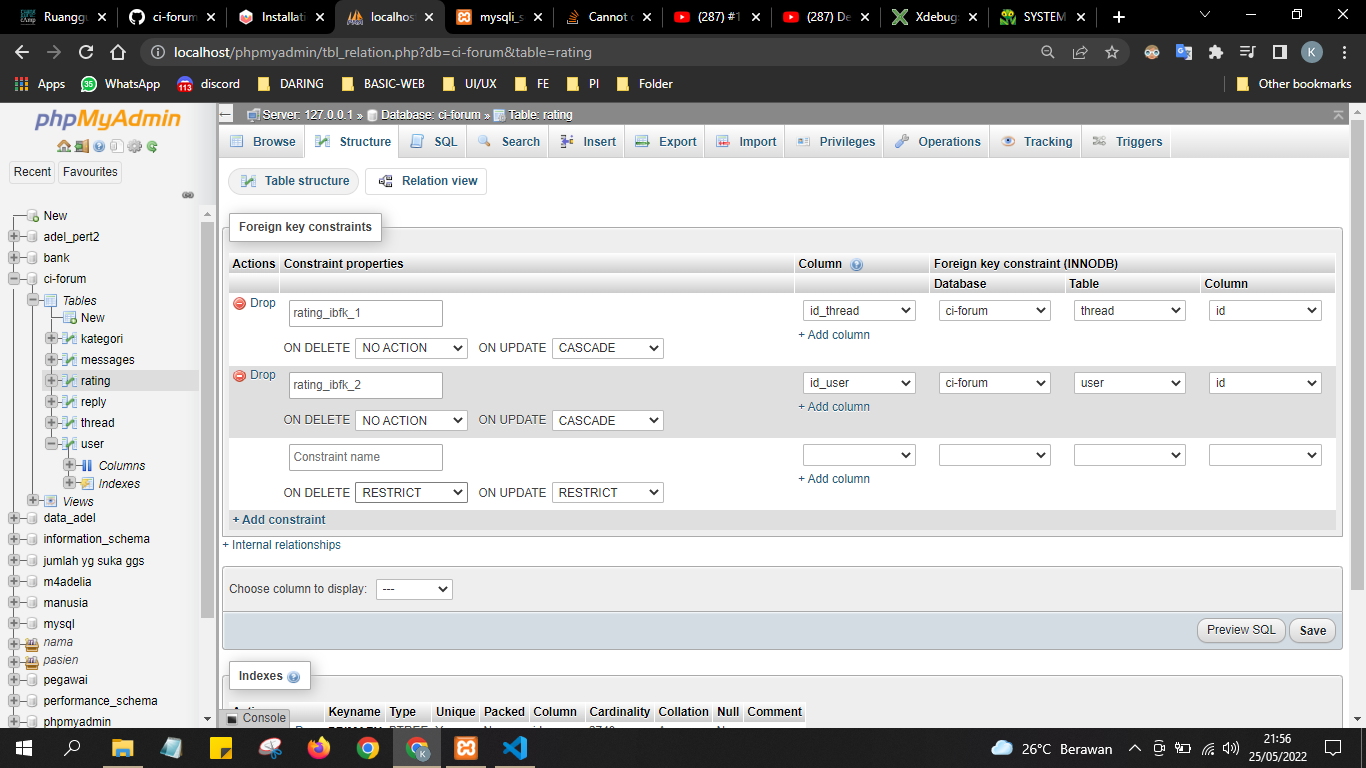 Ruanggu
ci-forum
Installati
localhos
mysqli_s
Cannot
(287) #1
(287) De
Xdebug:
SYSTEM
localhost/phpmyadmin/tbl_relation.php?db=ci-forum&table=rating
K
Apps
35
WhatsApp
113
discord
DARING
BASIC-WEB
UI/UX
FE
PI
Folder
Other bookmarks
phpMyAdmin
Recent
Favourites
New
adel_pert2
bank
ci-forum
Tables
New
kategori
messages
rating
reply
thread
user
Columns
Indexes
Views
data_adel
information_schema
jumlah yg suka ggs
m4adelia
manusia
mysql
nama
pasien
pegawai
performance_schema
phpmyadmin
Server: 127.0.0.1 » Database: ci-forum » Table: rating
Browse Structure SQL Search Insert Export Import Privileges Operations Tracking Triggers
Table structure Relation view
Foreign key constraints
Actions Constraint properties Column Foreign key constraint (INNODB)
Database Table Column
Drop rating_ibfk_1 id_thread ci-forum thread id
+ Add column
ON DELETE NO ACTION ON UPDATE CASCADE
Drop rating_ibfk_2 id_user ci-forum user id
+ Add column
ON DELETE NO ACTION ON UPDATE CASCADE
Constraint name
+ Add column
ON DELETE RESTRICT ON UPDATE RESTRICT
+ Add constraint
+ Internal relationships
Choose column to display: ---
Preview SQL Save
Indexes
Keyname Type Unique Packed Column Cardinality Collation Null Comment
Console
26°C Berawan
21:56
25/05/2022